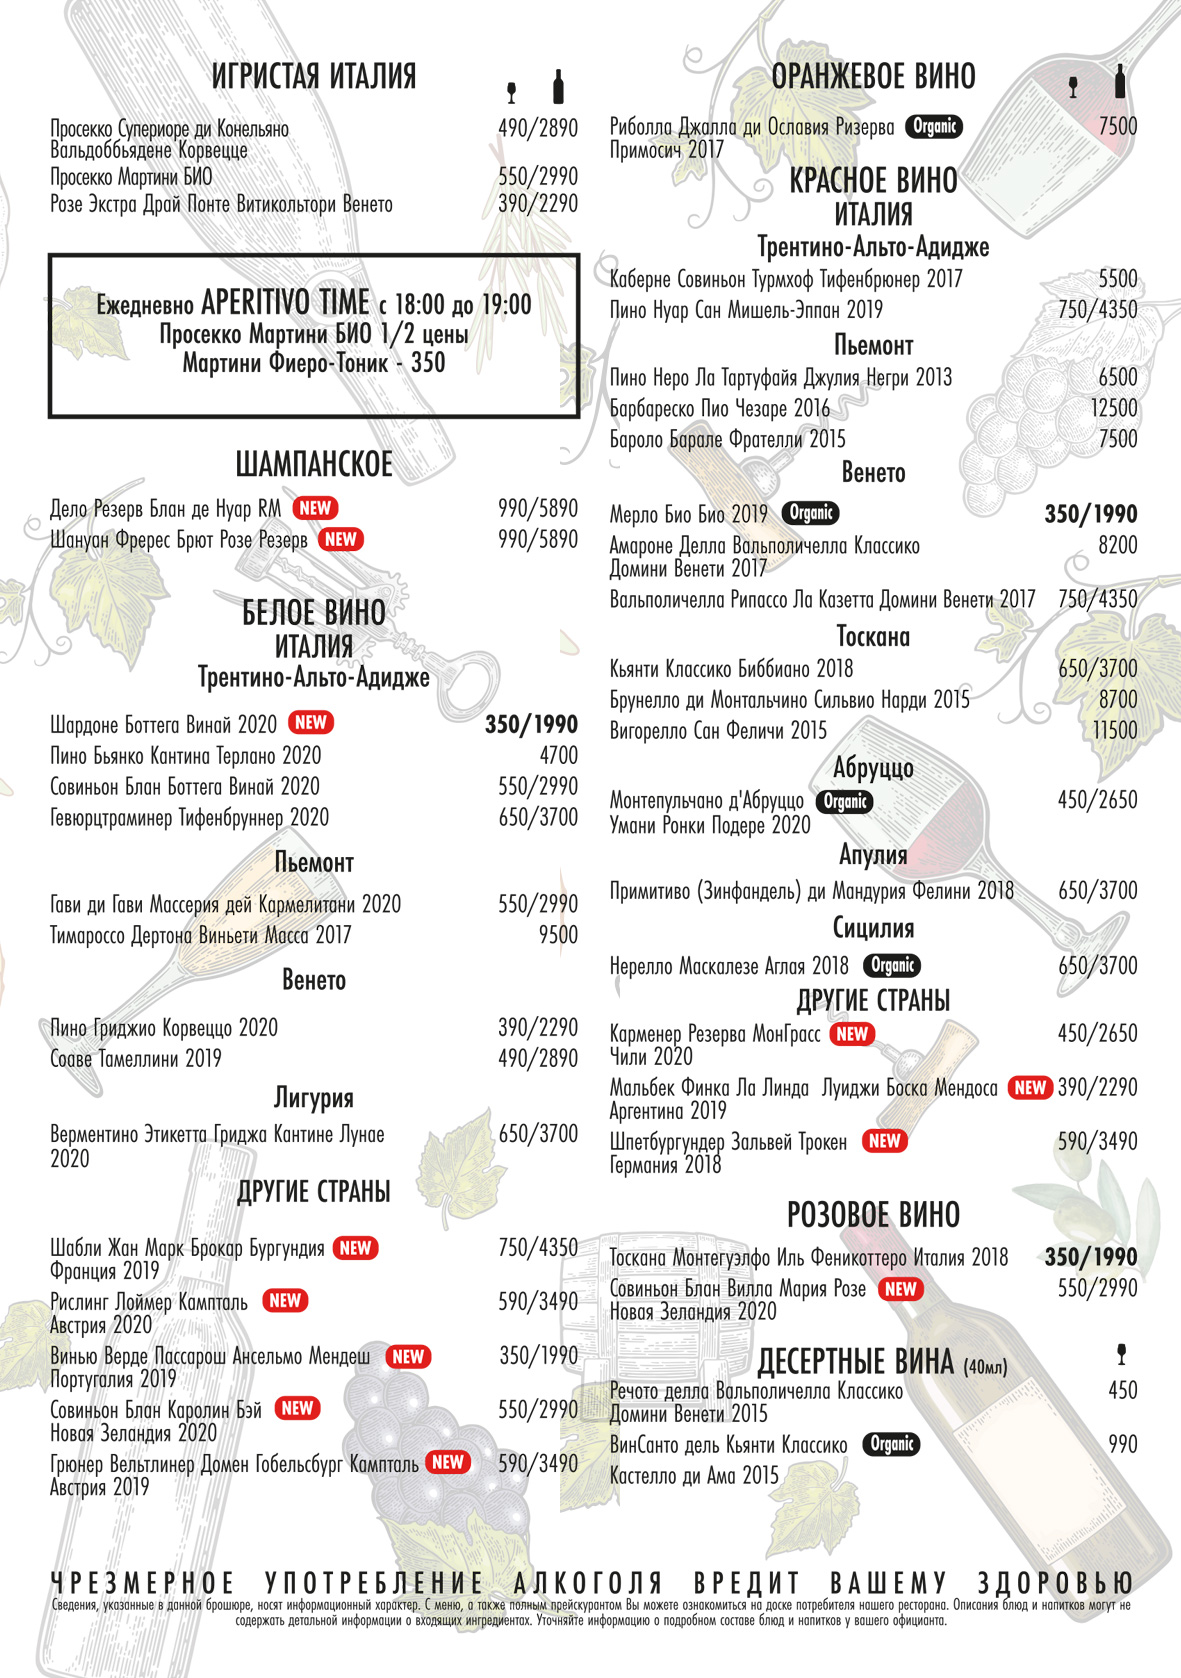 ИГРИСТАЯ ИТАЛИЯ
Просекко Супериоре ди Конельяно 490/2890
Вальдоббьядене Корвецце
Просекко Мартини БИО 550/2990
Розе Экстра Драй Понте Витикольтори Венето 390/2290
Ежедневно APERITIVO TIME с 18:00 до 19:00
Просекко Мартини БИО 1/2 цены
Мартини Фиеро-Тоник - 350
ШАМПАНСКОЕ
Дело Резерв Блан де Нуар RM NEW 990/5890
Шануан Фререс Брют Розе Резерв NEW 990/5890
БЕЛОЕ ВИНО
ИТАЛИЯ
Трентино-Альто-Адидже
Шардоне Боттега Винай 2020 NEW 350/1990
Пино Бьянко Кантина Терлано 2020 4700
Совиньон Блан Боттега Винай 2020 550/2990
Гевюрцтраминер Тифенбруннер 2020 650/3700
Пьемонт
Гави ди Гави Массерия дей Кармелитани 2020 550/2990
Тимароссо Дертона Виньети Масса 2017 9500
Венето
Пино Гриджио Корвеццо 2020 390/2290
Соаве Тамеллини 2019 490/2890
Лигурия
Верментино Этикетта Гриджа Кантине Лунае 650/3700
2020
ДРУГИЕ СТРАНЫ
Шабли Жан Марк Брокар Бургундия NEW 750/4350
Франция 2019
Рислинг Лоймер Кампталь NEW 590/3490
Австрия 2020
Винью Верде Пассарош Ансельмо Мендеш NEW 350/1990
Португалия 2019
Совиньон Блан Каролин Бэй NEW 550/2990
Новая Зеландия 2020
Грюнер Вельтлинер Домен Гобельсбург Кампталь NEW 590/3490
Австрия 2019
ОРАНЖЕВОЕ ВИНО
Риболла Джалла ди Ославия Ризерва Organic 7500
Примосич 2017
КРАСНОЕ ВИНО
ИТАЛИЯ
Трентино-Альто-Адидже
Каберне Совиньон Турмхоф Тифенбрюнер 2017 5500
Пино Нуар Сан Мишель-Эппан 2019 750/4350
Пьемонт
Пино Неро Ла Тартуфайя Джулия Негри 2013 6500
Барбареско Пио Чезаре 2016 12500
Бароло Барале Фрателли 2015 7500
Венето
Мерло Био Био 2019 Organic 350/1990
Амароне Делла Вальполичелла Классико 8200
Домини Венети 2017
Вальполичелла Рипассо Ла Казетта Домини Венети 2017 750/4350
Тоскана
Кьянти Классико Биббиано 2018 650/3700
Брунелло ди Монтальчино Сильвио Нарди 2015 8700
Вигорелло Сан Феличи 2015 11500
Абруццо
Монтепульчано д'Абруццо Organic 450/2650
Умани Ронки Подере 2020
Апулия
Примитиво (Зинфандель) ди Мандурия Фелини 2018 650/3700
Сицилия
Нерелло Маскалезе Аглая 2018 Organic 650/3700
ДРУГИЕ СТРАНЫ
Карменер Резерва МонГрасс NEW 450/2650
Чили 2020
Мальбек Финка Ла Линда Луиджи Боска Мендоса NEW 390/2290
Аргентина 2019
Шпетбургундер Зальвей Трокен NEW 590/3490
Германия 2018
РОЗОВОЕ ВИНО
Тоскана Монтегуэлфо Иль Феникоттеро Италия 2018 350/1990
Совиньон Блан Вилла Мария Розе NEW 550/2990
Новая Зеландия 2020
ДЕСЕРТНЫЕ ВИНА (40мл)
Речото делла Вальполичелла Классико 450
Домини Венети 2015
ВинСанто дель Кьянти Классико Organic 990
Кастелло ди Ама 2015
ЧРЕЗМЕРНОЕ УПОТРЕБЛЕНИЕ АЛКОГОЛЯ ВРЕДИТ ВАШЕМУ ЗДОРОВЬЮ
Сведения, указанные в данной брошюре, носят информационный характер. С меню, а также полным прейскурантом Вы можете ознакомиться на доске потребителя нашего ресторана. Описания блюд и напитков могут не
содержать детальной информации о входящих ингредиентах. Уточняйте информацию о подробном составе блюд и напитков у вашего официанта.